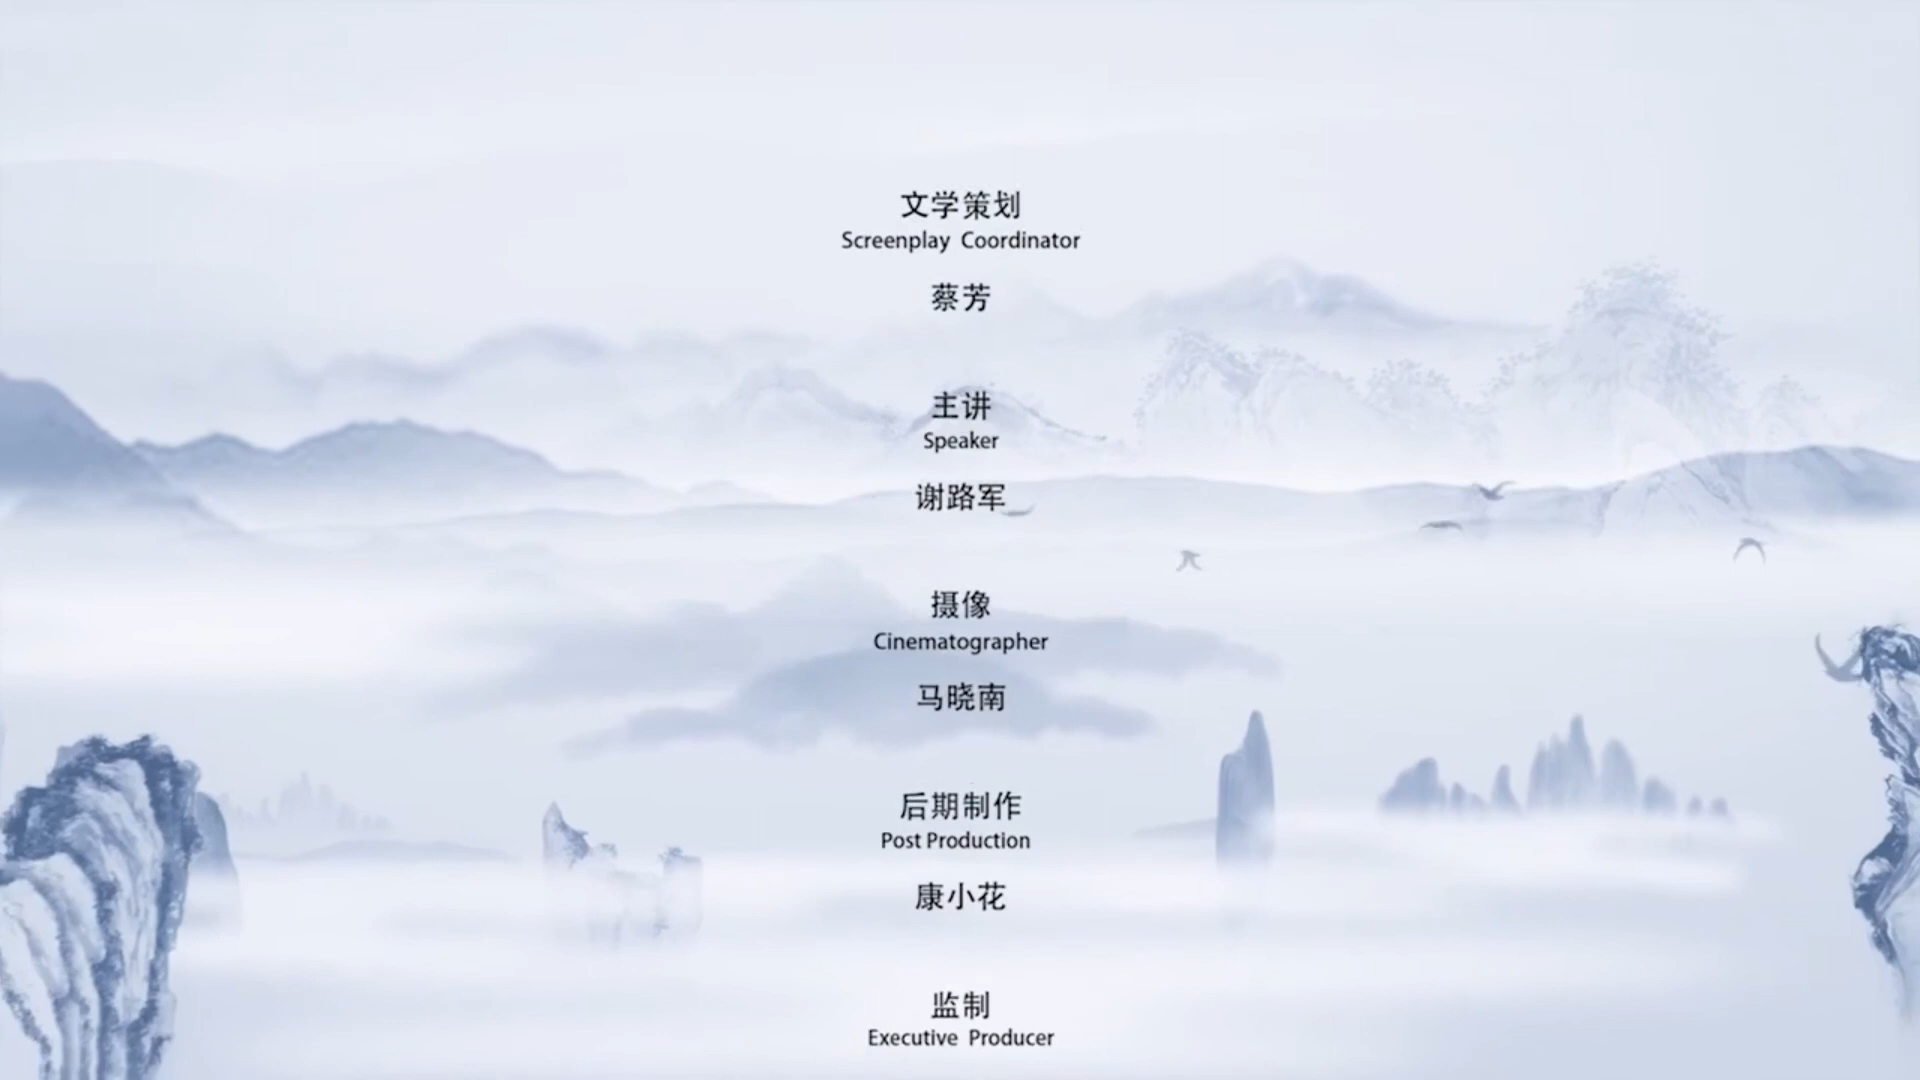 文学策划
Screenplay Coordinator
蔡芳
主讲
Speaker
谢路军
摄像
Cinematographer
马晓南
后期制作
Post Production
康小花
监制
Executive Producer